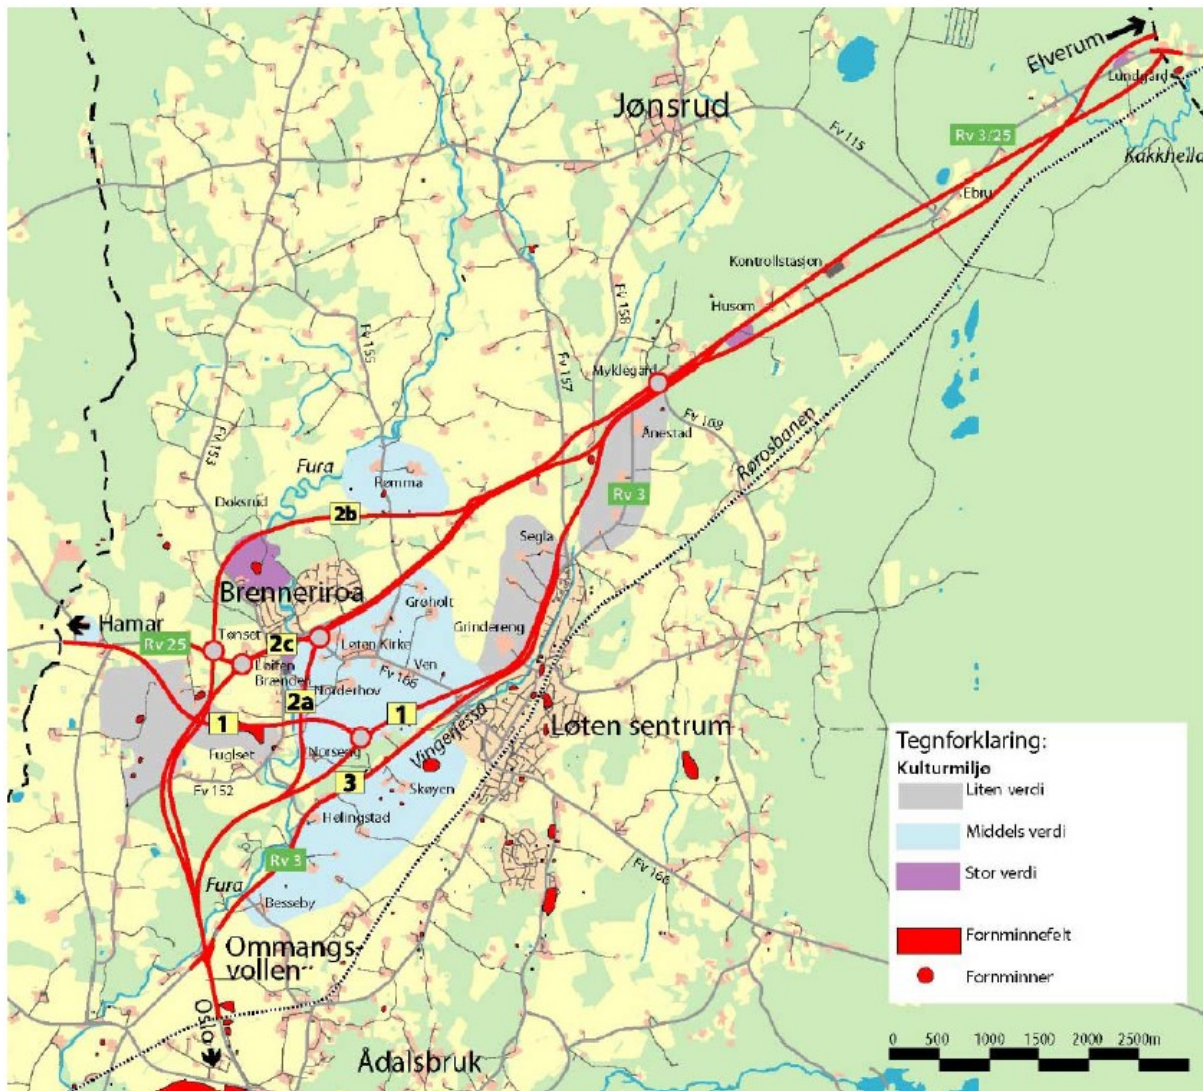 Elverum
Lundgård
Jønsrud
Fv 115
Rv 3/25
Kakkhella
Ebru
Kontrollstasjon
Husom
Fv 158
Fv 155
Fv 157
Myklegård
Fv 169
Ånestad
Rørosbanen
Fv 153
Fura
Rømma
Doksrud
Rv 3
2b
Segla
Brenneriroa
Grøholt
Hamar
Rv 25
Tønset
2c
Grindereng
Løten Kirke
Løiten
Brænderi
Ven
Fv 166
2a
Norderhov
1
1
Løten sentrum
Fuglset
Norseng
Vingerjessa
3
Skøyen
Fv 152
Hølingstad
Rv 3
Fura
Fv 166
Besseby
Ommangs-
vollen
Oslo
Ådalsbruk
Tegnforklaring:
Kulturmiljø
Liten verdi
Middels verdi
Stor verdi
Fornminnefelt
Fornminner
0 500 1000 1500 2000 2500m